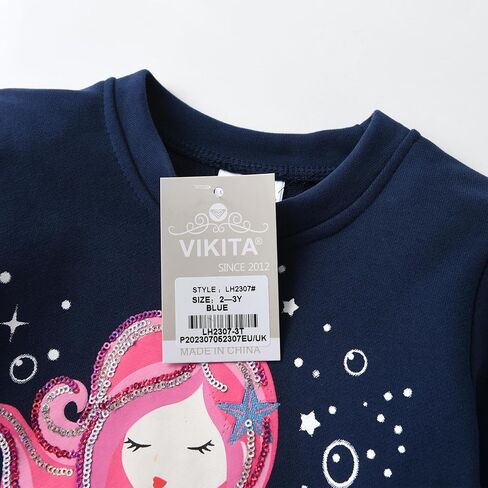 VIKITA®
SINCE 2012
STYLE: LH2307#
SIZE: 2—3Y
BLUE
LH2307-3T
P202307052307EU/UK
MADE IN CHINA